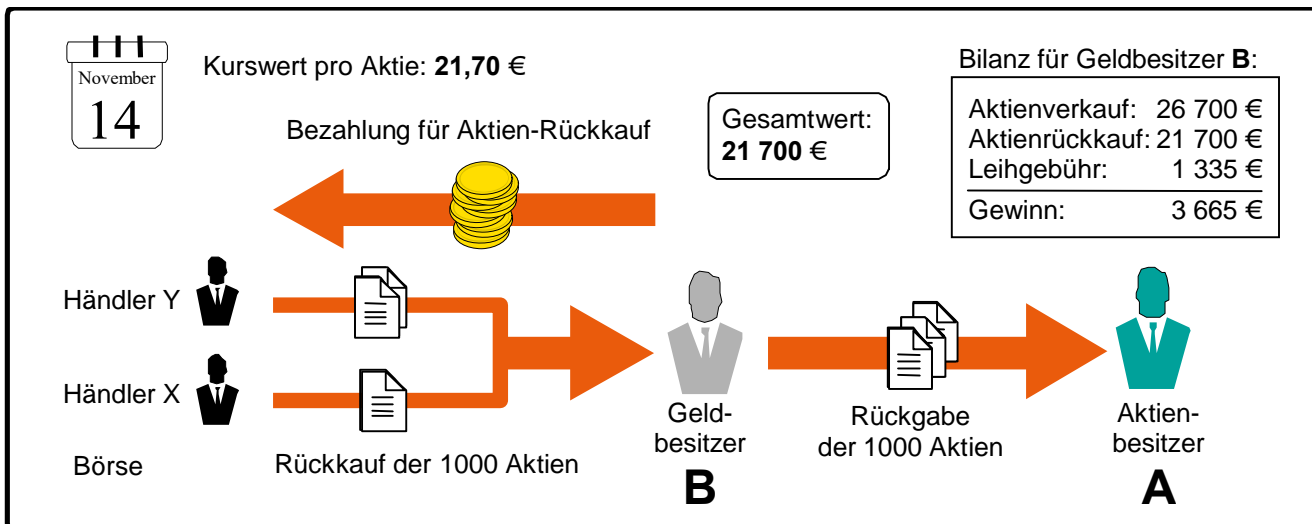 November
14
Kurswert pro Aktie: 21,70 €
Bezahlung für Aktien-Rückkauf
Gesamtwert:
21 700 €
Bilanz für Geldbesitzer B:
Aktienverkauf: 26 700 €
Aktienrückkauf: 21 700 €
Leihgebühr: 1 335 €
Gewinn: 3 665 €
Händler Y
Händler X
Börse
Rückkauf der 1000 Aktien
Geld-
besitzer
B
Rückgabe
der 1000 Aktien
Aktien-
besitzer
A